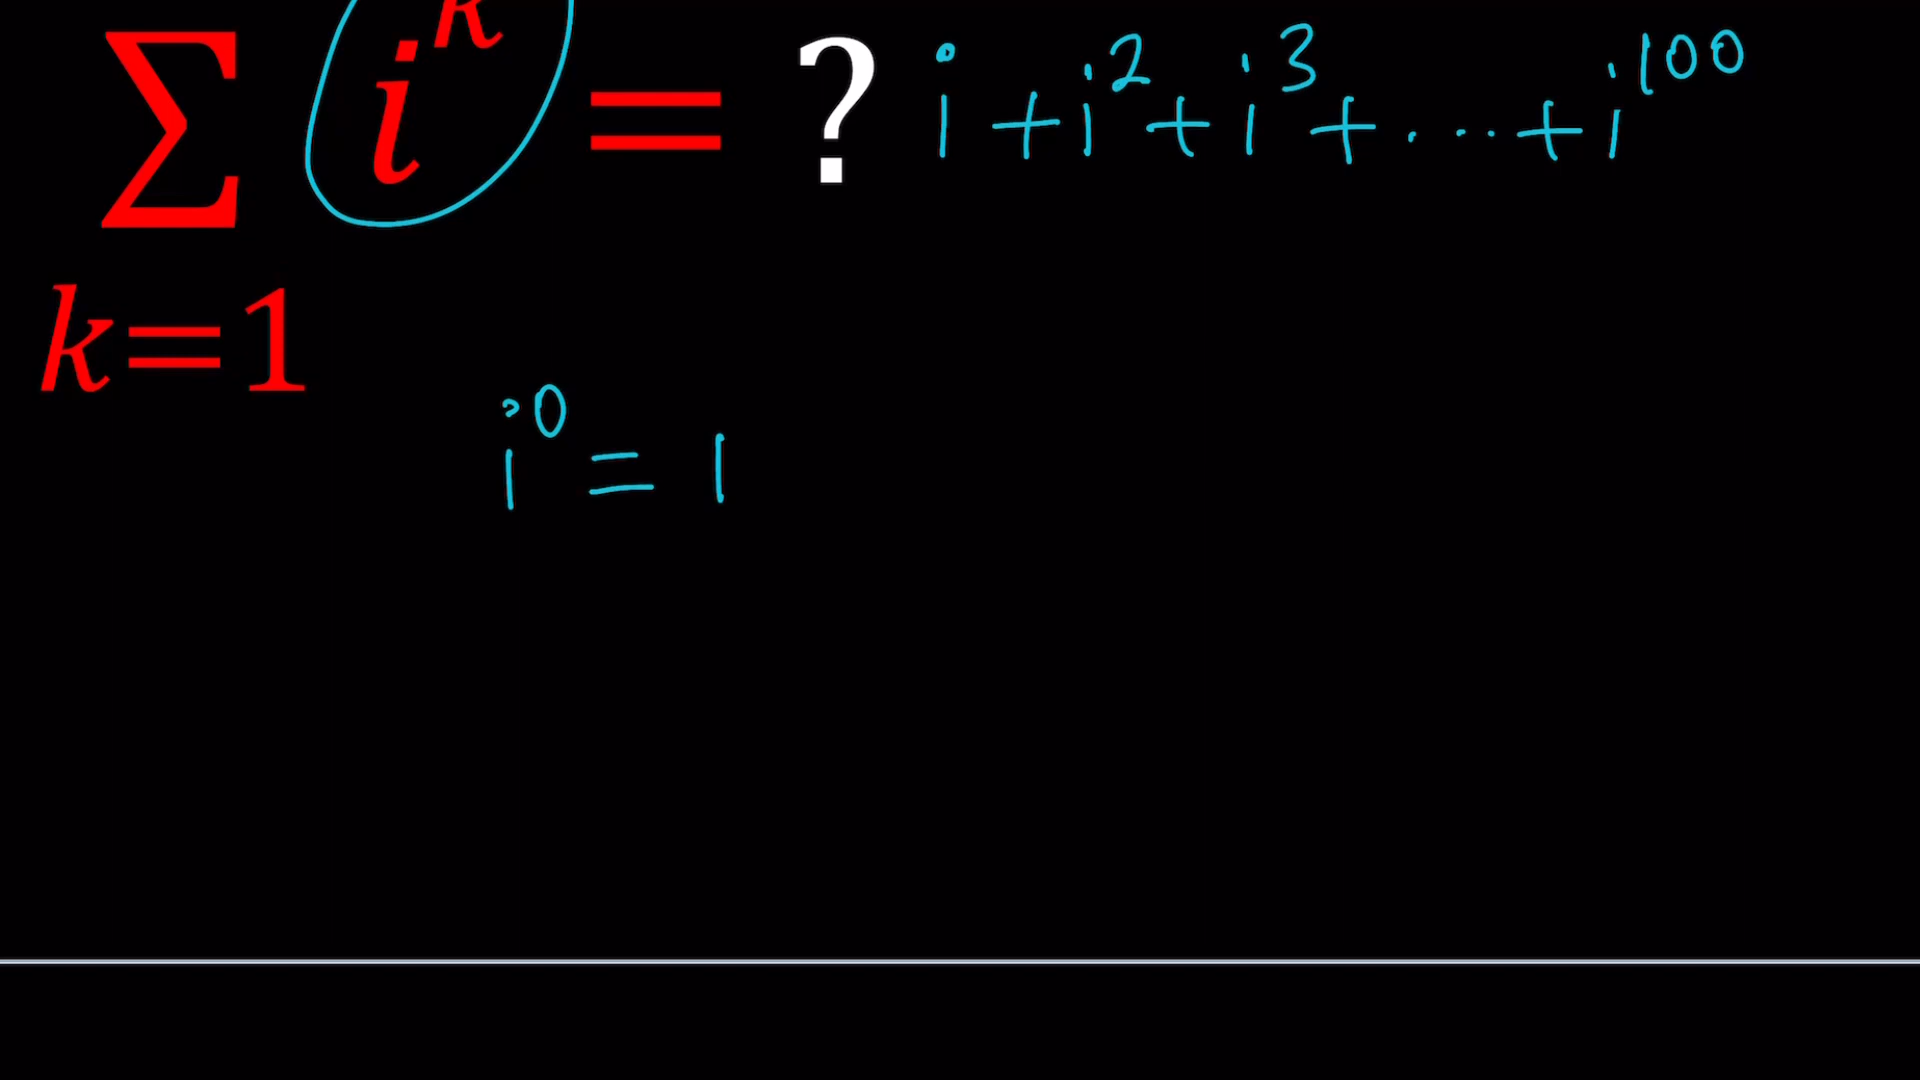 ∑ i^k = ? i + i^2 + i^3 + ... + i^100
k=1
i^0 = 1